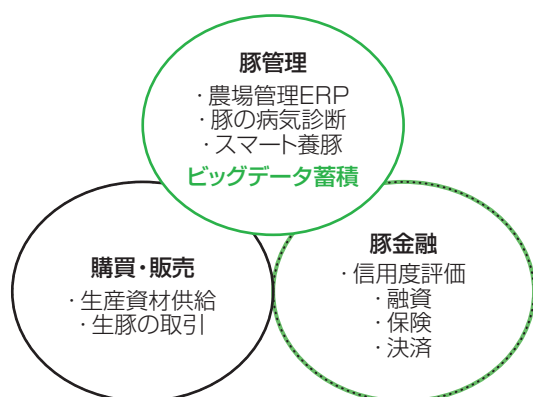 豚管理
・農場管理ERP
・豚の病気診断
・スマート養豚
ビッグデータ蓄積
購買・販売
・生産資材供給
・生豚の取引
豚金融
・信用度評価
・融資
・保険
・決済